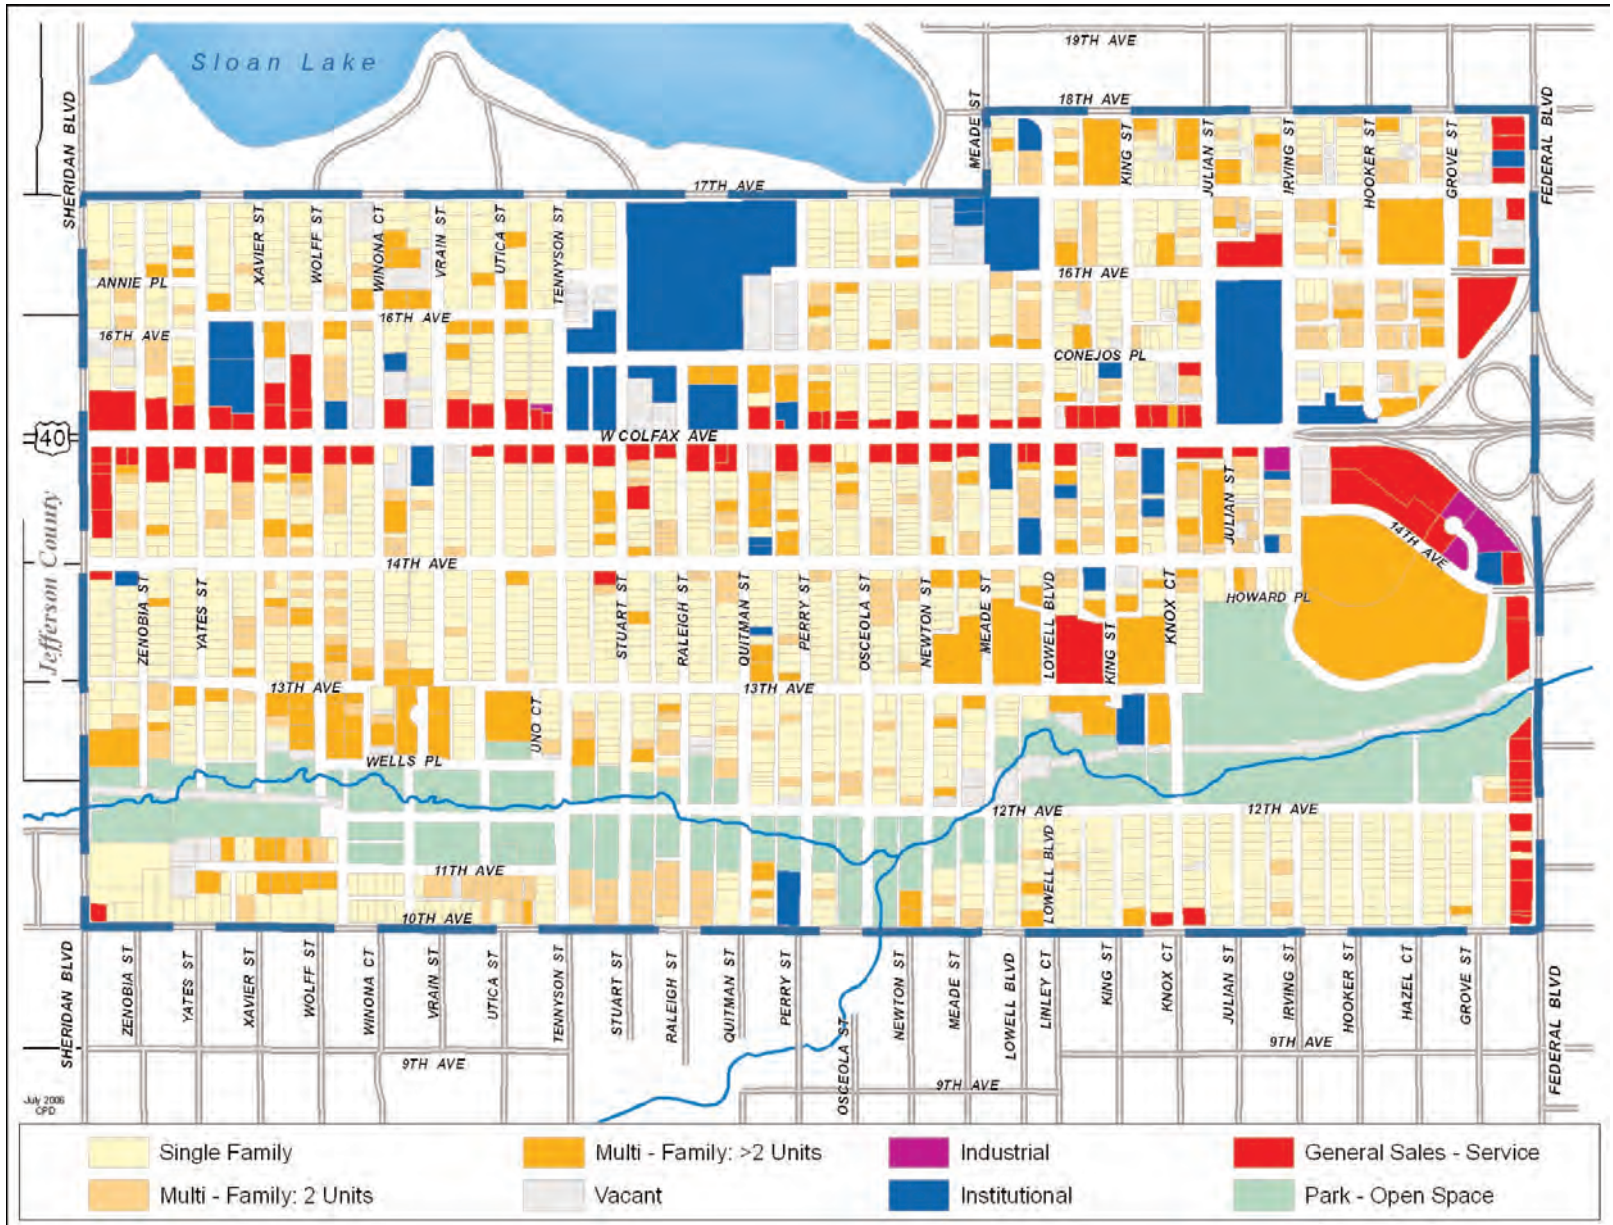 19TH AVE
Sloan Lake
18TH AVE
SHERIDAN BLVD
MEADE ST
FEDERAL BLVD
KING ST
JULIAN ST
IRVING ST
HOOKER ST
GROVE ST
17TH AVE
XAVIER ST
WOLFF ST
WINONA CT
VRAIN ST
UTICA ST
TENNYSON ST
ANNIE PL
16TH AVE
16TH AVE
16TH AVE
CONEJOS PL
40
W COLFAX AVE
Jefferson County
JULIAN ST
14TH AVE
14TH AVE
ZENOBIA ST
YATES ST
STUART ST
RALEIGH ST
QUITMAN ST
PERRY ST
OSCEOLA ST
NEWTON ST
MEADE ST
LOWELL BLVD
KING ST
KNOX CT
HOWARD PL
13TH AVE
13TH AVE
UNO CT
WELLS PL
12TH AVE
12TH AVE
LOWELL BLVD
11TH AVE
10TH AVE
SHERIDAN BLVD
ZENOBIA ST
YATES ST
XAVIER ST
WOLFF ST
WINONA CT
VRAIN ST
UTICA ST
TENNYSON ST
STUART ST
RALEIGH ST
QUITMAN ST
PERRY ST
OSCEOLA ST
NEWTON ST
MEADE ST
LOWELL BLVD
LINLEY CT
KING ST
KNOX CT
JULIAN ST
IRVING ST
HOOKER ST
HAZEL CT
GROVE ST
FEDERAL BLVD
9TH AVE
9TH AVE
9TH AVE
July 2006
CPD
Single Family
Multi - Family: >2 Units
Industrial
General Sales - Service
Multi - Family: 2 Units
Vacant
Institutional
Park - Open Space